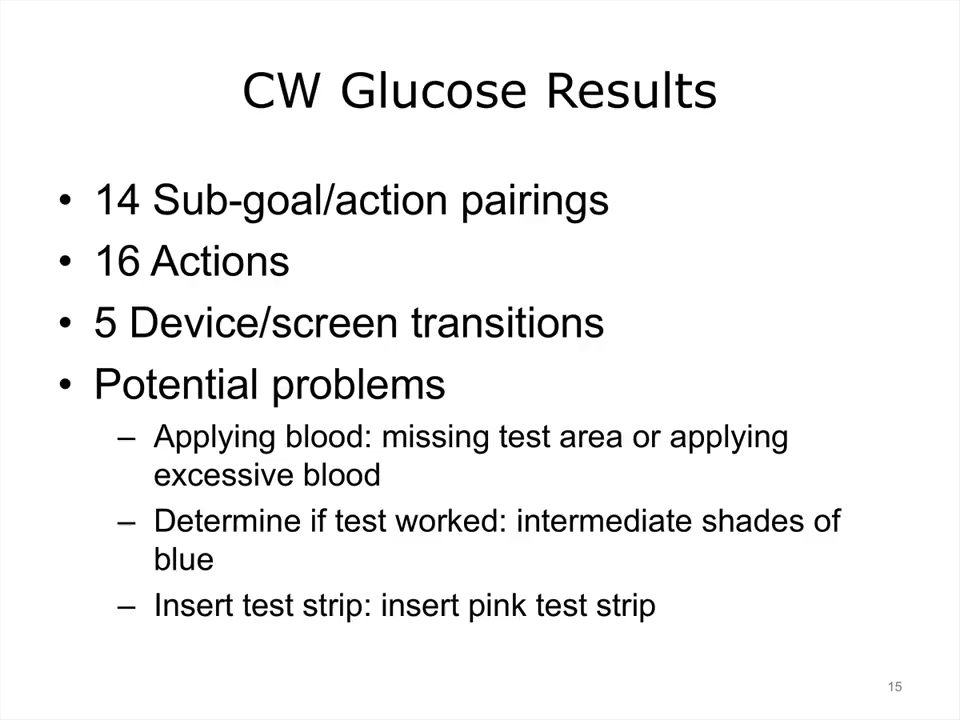 CW Glucose Results
• 14 Sub-goal/action pairings
• 16 Actions
• 5 Device/screen transitions
• Potential problems
– Applying blood: missing test area or applying
excessive blood
– Determine if test worked: intermediate shades of
blue
– Insert test strip: insert pink test strip
15